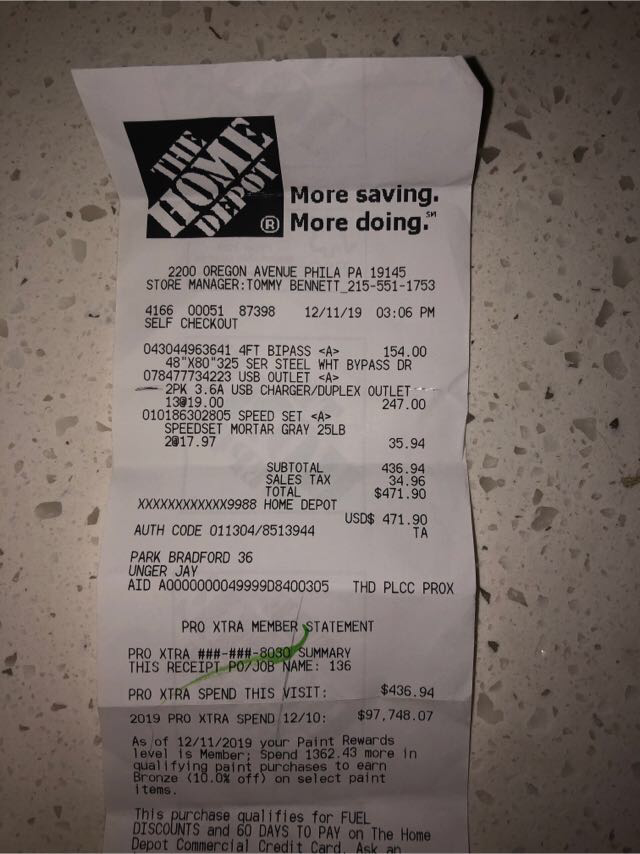 THE
HOME
DEPOT
®
More saving.
More doing.℠
2200 OREGON AVENUE PHILA PA 19145
STORE MANAGER:TOMMY BENNETT_215-551-1753
4166 00051 87398 12/11/19 03:06 PM
SELF CHECKOUT
043044963641 4FT BIPASS <A> 154.00
48"X80"325 SER STEEL WHT BYPASS DR
078477734223 USB OUTLET <A>
2PK 3.6A USB CHARGER/DUPLEX OUTLET
13@19.00 247.00
010186302805 SPEED SET <A>
SPEEDSET MORTAR GRAY 25LB
2@17.97 35.94
SUBTOTAL 436.94
SALES TAX 34.96
TOTAL $471.90
XXXXXXXXXXXX9988 HOME DEPOT
USD$ 471.90
AUTH CODE 011304/8513944 TA
PARK BRADFORD 36
UNGER JAY
AID A0000000049999D8400305 THD PLCC PROX
PRO XTRA MEMBER STATEMENT
PRO XTRA ###-###-8030 SUMMARY
THIS RECEIPT PO/JOB NAME: 136
PRO XTRA SPEND THIS VISIT: $436.94
2019 PRO XTRA SPEND 12/10: $97,748.07
As of 12/11/2019 your Paint Rewards
level is Member; Spend 1362.43 more in
qualifying paint purchases to earn
Bronze (10.0% off) on select paint
items.
This purchase qualifies for FUEL
DISCOUNTS and 60 DAYS TO PAY on The Home
Depot Commercial Credit Card. Ask an